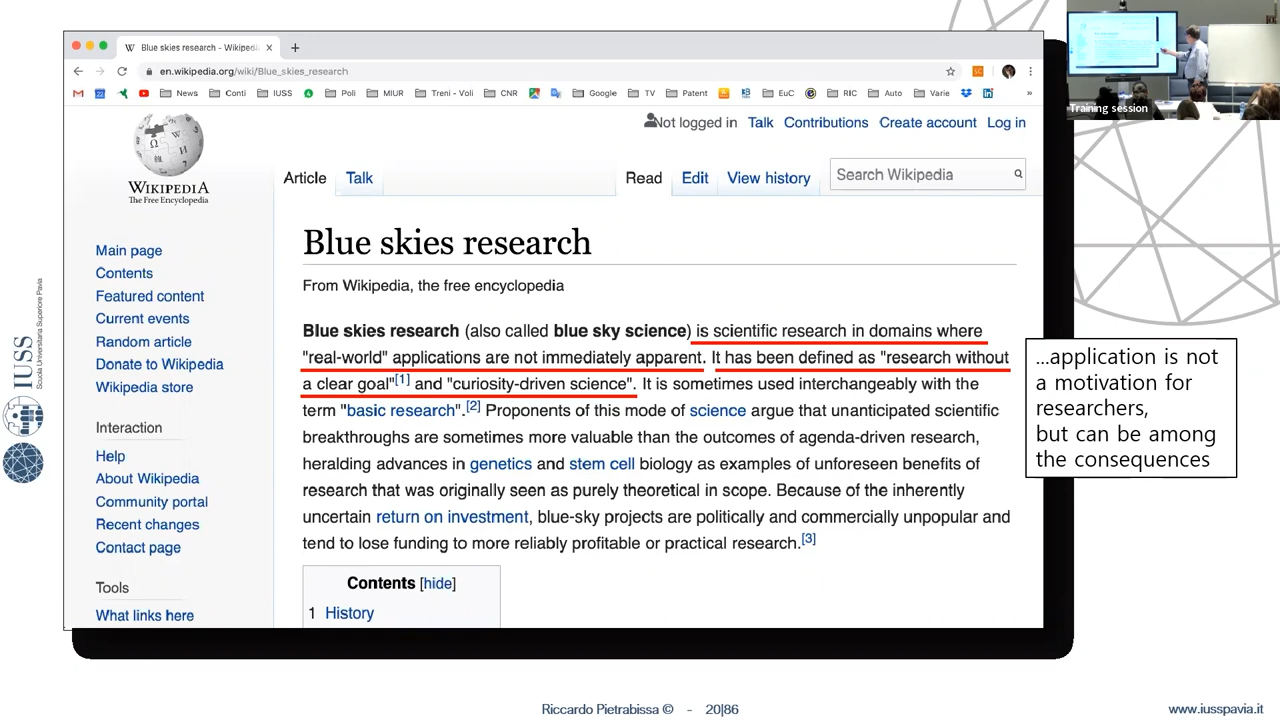 Blue skies research - Wikipedi
en.wikipedia.org/wiki/Blue_skies_research
News
Conti
IUSS
Poli
MIUR
Treni - Voli
CNR
Google
TV
Patent
EuC
RIC
Auto
Varie
»
Training session
Not logged in Talk Contributions Create account Log in
WIKIPEDIA
The Free Encyclopedia
Article Talk
Read Edit View history
Search Wikipedia
Main page
Contents
Featured content
Current events
Random article
Donate to Wikipedia
Wikipedia store
Interaction
Help
About Wikipedia
Community portal
Recent changes
Contact page
Tools
What links here
Blue skies research
From Wikipedia, the free encyclopedia
Blue skies research (also called blue sky science) is scientific research in domains where
"real-world" applications are not immediately apparent. It has been defined as "research without
a clear goal"[1] and "curiosity-driven science". It is sometimes used interchangeably with the
term "basic research".[2] Proponents of this mode of science argue that unanticipated scientific
breakthroughs are sometimes more valuable than the outcomes of agenda-driven research,
heralding advances in genetics and stem cell biology as examples of unforeseen benefits of
research that was originally seen as purely theoretical in scope. Because of the inherently
uncertain return on investment, blue-sky projects are politically and commercially unpopular and
tend to lose funding to more reliably profitable or practical research.[3]
Contents [hide]
1 History
...application is not
a motivation for
researchers,
but can be among
the consequences
IUSS
Scuola Universitaria Superiore Pavia
Riccardo Pietrabissa © - 20|86
www.iusspavia.it